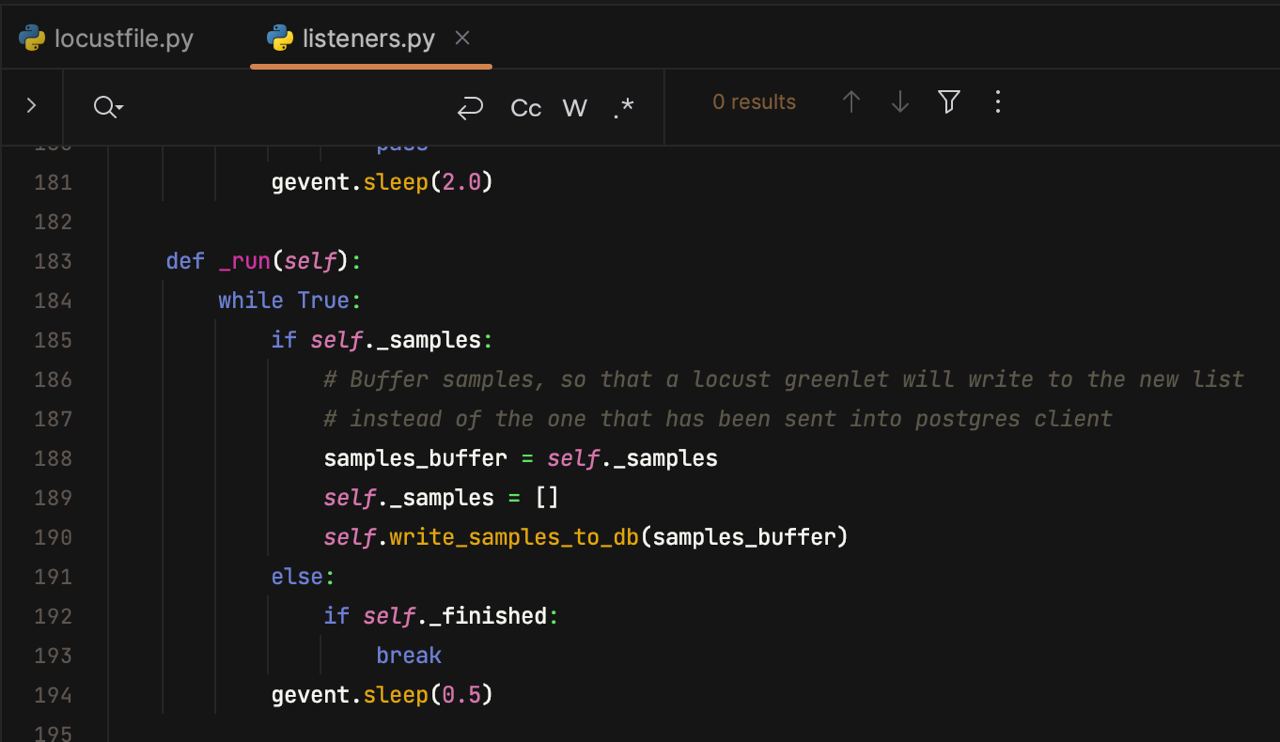 locustfile.py
listeners.py
Cc W .*
0 results
180 pass
181 gevent.sleep(2.0)
182
183 def _run(self):
184 while True:
185 if self._samples:
186 # Buffer samples, so that a locust greenlet will write to the new list
187 # instead of the one that has been sent into postgres client
188 samples_buffer = self._samples
189 self._samples = []
190 self.write_samples_to_db(samples_buffer)
191 else:
192 if self._finished:
193 break
194 gevent.sleep(0.5)
195